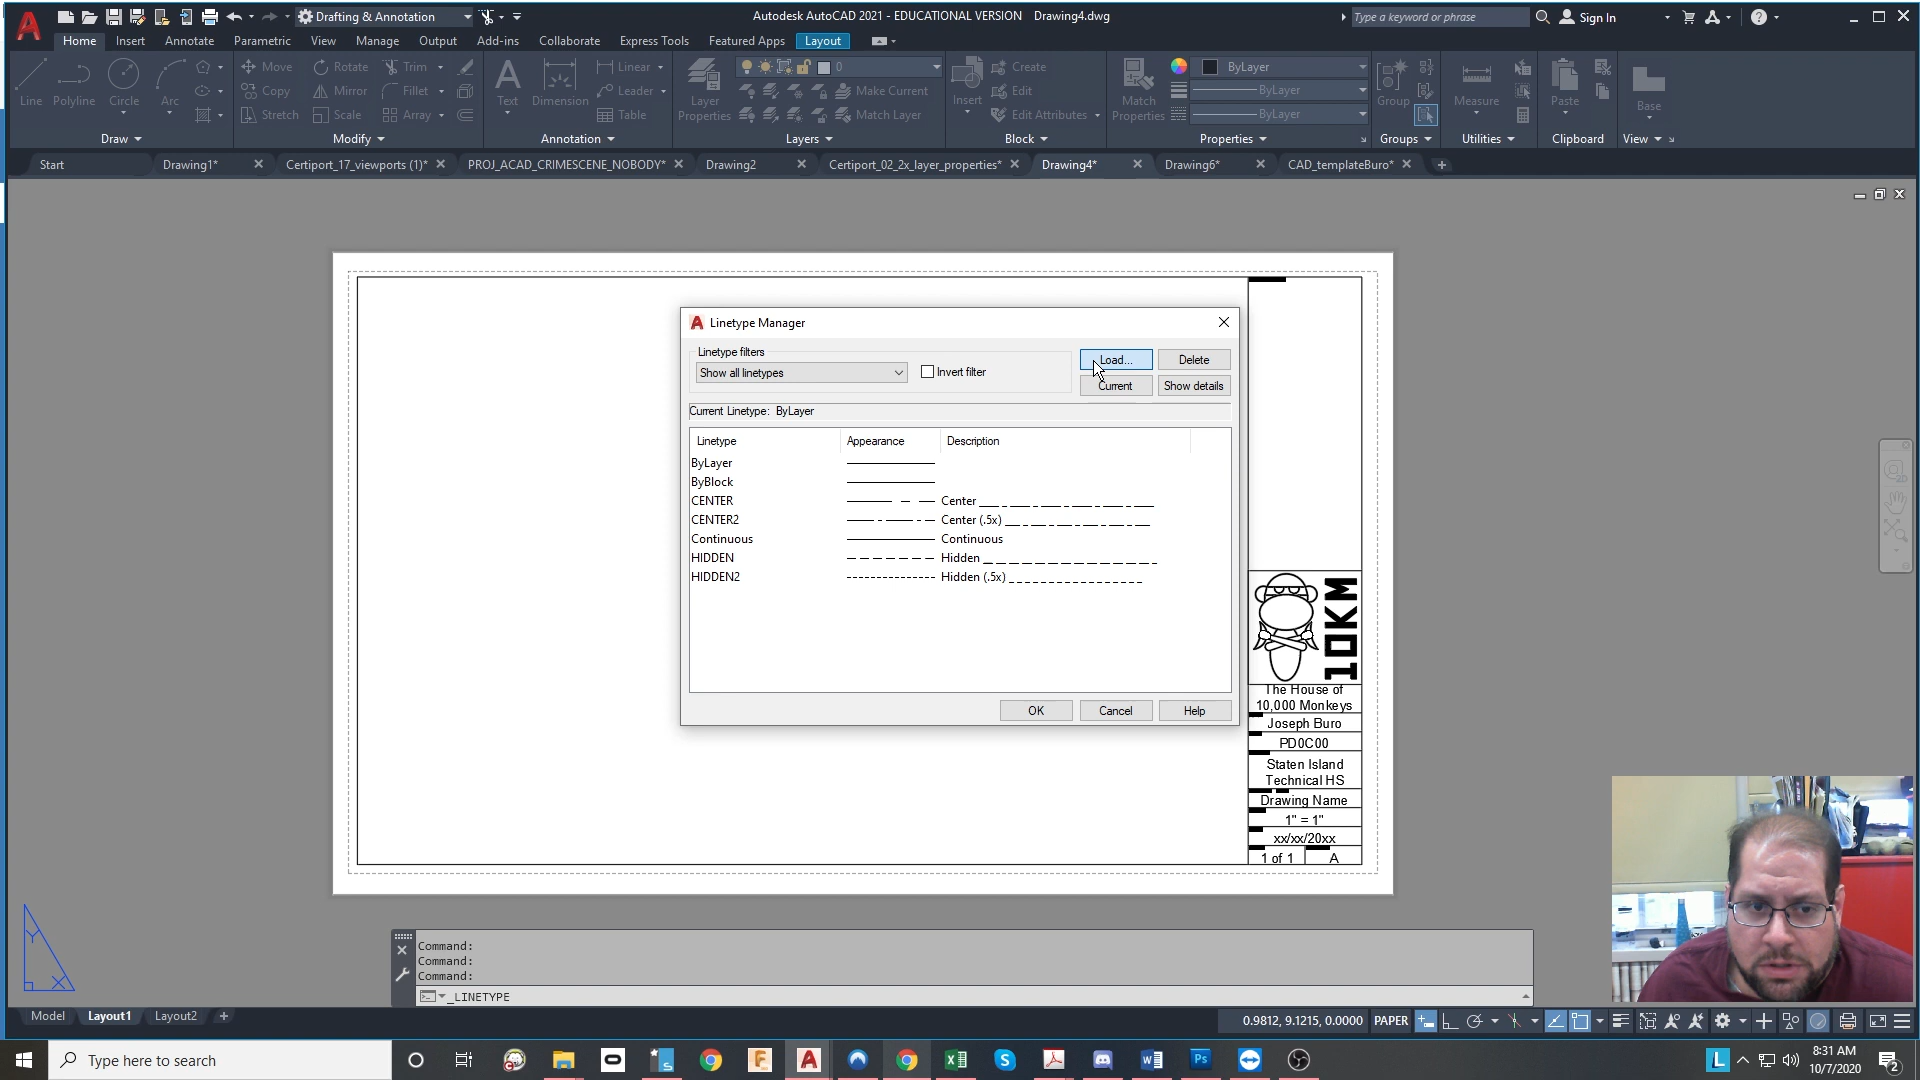 Drafting & Annotation
Autodesk AutoCAD 2021 - EDUCATIONAL VERSION Drawing4.dwg
Type a keyword or phrase
Sign In
Home Insert Annotate Parametric View Manage Output Add-ins Collaborate Express Tools Featured Apps Layout
Line Polyline Circle Arc
Move Rotate Trim
Copy Mirror Fillet
Stretch Scale Array
Text Dimension
Linear
Leader
Table
Layer Properties
0
Make Current
Match Layer
Insert
Create
Edit
Edit Attributes
Match Properties
ByLayer
ByLayer
ByLayer
Group
Measure
Paste
Base
Draw Modify Annotation Layers Block Properties Groups Utilities Clipboard View
Start Drawing1* Certiport_17_viewports (1)* PROJ_ACAD_CRIMESCENE_NOBODY* Drawing2 Certiport_02_2x_layer_properties* Drawing4* Drawing6* CAD_templateBuro*
Linetype Manager
Linetype filters
Show all linetypes
Invert filter
Load... Delete
Current Show details
Current Linetype: ByLayer
Linetype Appearance Description
ByLayer
ByBlock
CENTER Center
CENTER2 Center (.5x)
Continuous Continuous
HIDDEN Hidden
HIDDEN2 Hidden (.5x)
OK Cancel Help
10KM
The House of
10,000 Monkeys
Joseph Buro
PD0C00
Staten Island
Technical HS
Drawing Name
1" = 1"
xx/xx/20xx
1 of 1 A
Y
X
Command:
Command:
Command:
_LINETYPE
Model Layout1 Layout2
0.9812, 9.1215, 0.0000 PAPER
Type here to search
8:31 AM
10/7/2020
2